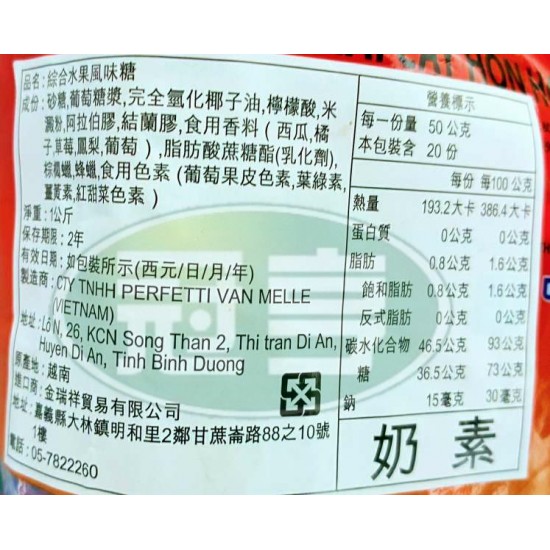 HON M
品名:綜合水果風味糖
成份:砂糖,葡萄糖漿,完全氫化椰子油,檸檬酸,米
澱粉,阿拉伯膠,結蘭膠,食用香料(西瓜,橘
子,草莓,鳳梨,葡萄),脂肪酸蔗糖酯(乳化劑),
棕櫚蠟,蜂蠟,食用色素(葡萄果皮色素,葉綠素,
薑黃素,紅甜菜色素)
淨重:1公斤
保存期限:2年
有效日期:如包裝所示(西元/日/月/年)
製造商:CTY TNHH PERFETTI VAN MELLE
(VIETNAM)
地址:Lô N, 26, KCN Song Than 2, Thi tran Di An,
Huyen Di An, Tinh Binh Duong
原產地:越南
進口商:金瑞祥貿易有限公司
地址:嘉義縣大林鎮明和里2鄰甘蔗崙路88之10號
1樓
電話:05-7822260
營養標示
每一份量 50公克
本包裝含 20份
每份 每100公克
熱量 193.2大卡 386.4大卡
蛋白質 0公克 0公克
脂肪 0.8公克 1.6公克
飽和脂肪 0.8公克 1.6公克
反式脂肪 0公克 0公克
碳水化合物 46.5公克 93公克
糖 36.5公克 73公克
鈉 15毫克 30毫克
奶素